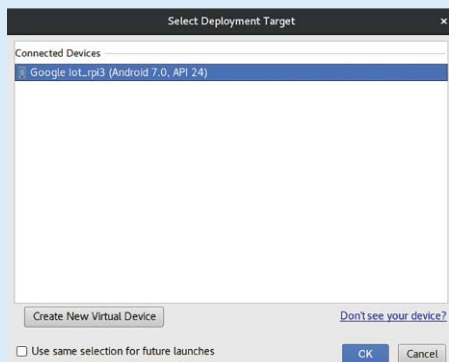 Select Deployment Target ×
Connected Devices
Google Iot_rpi3 (Android 7.0, API 24)
Create New Virtual Device
Don't see your device?
Use same selection for future launches
OK
Cancel